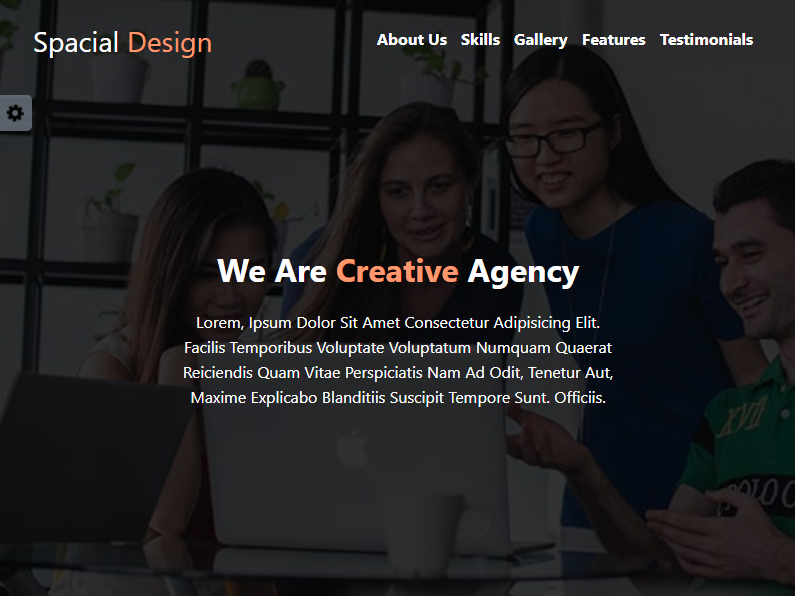 Spacial Design
About Us Skills Gallery Features Testimonials
We Are Creative Agency
Lorem, Ipsum Dolor Sit Amet Consectetur Adipisicing Elit.
Facilis Temporibus Voluptate Voluptatum Numquam Quaerat
Reiciendis Quam Vitae Perspiciatis Nam Ad Odit, Tenetur Aut,
Maxime Explicabo Blanditiis Suscipit Tempore Sunt. Officiis.
XVII
POLO